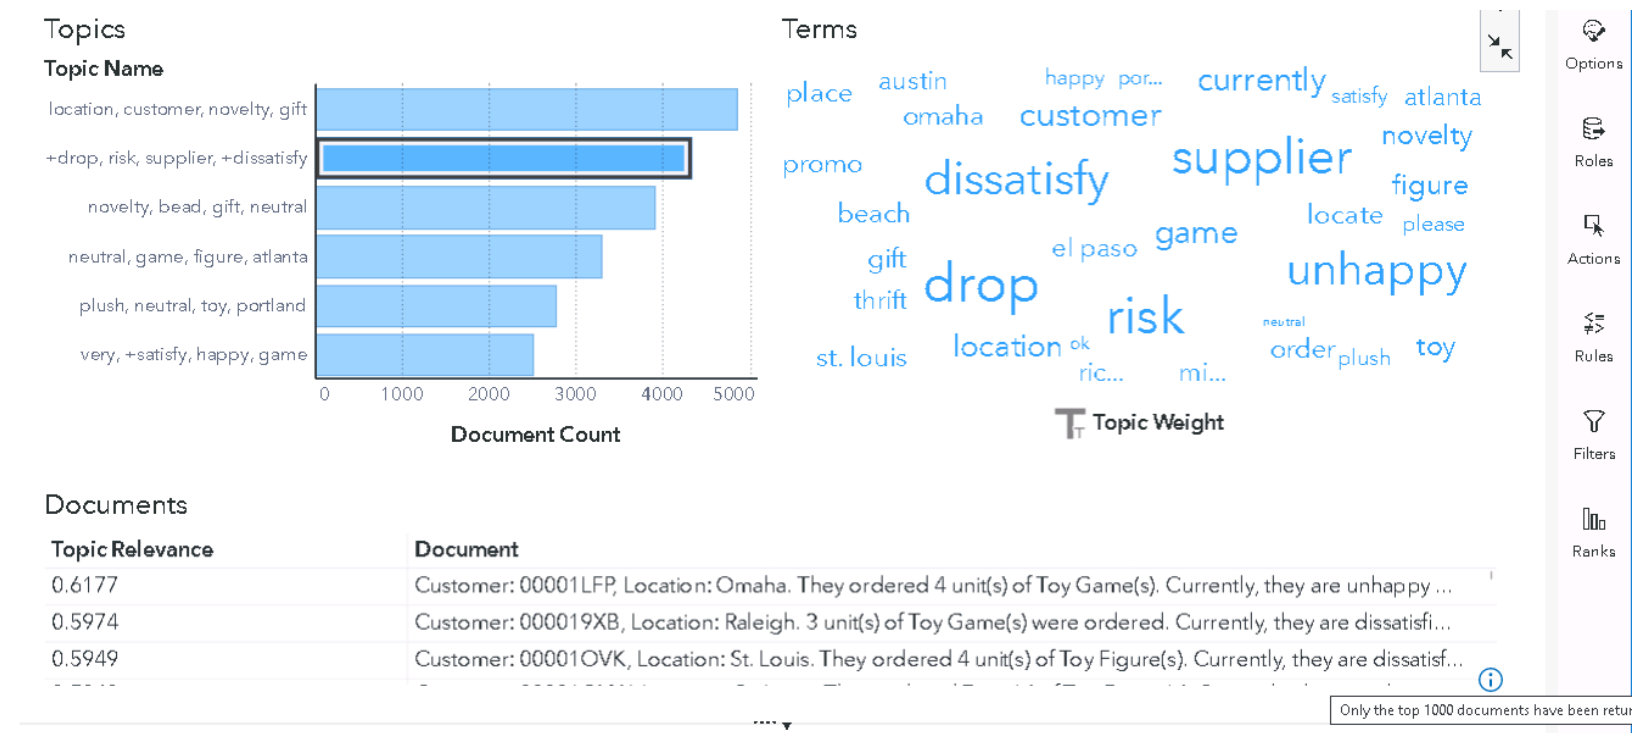 Topics
Topic Name
location, customer, novelty, gift
+drop, risk, supplier, +dissatisfy
novelty, bead, gift, neutral
neutral, game, figure, atlanta
plush, neutral, toy, portland
very, +satisfy, happy, game
0 1000 2000 3000 4000 5000
Document Count
Terms
place austin happy por... currently satisfy atlanta
omaha customer novelty
promo dissatisfy supplier figure
beach locate please
gift el paso game
thrift drop unhappy
risk neutral
st. louis location ok order plush toy
ric... mi...
Topic Weight
Documents
Topic Relevance Document
0.6177 Customer: 00001LFP, Location: Omaha. They ordered 4 unit(s) of Toy Game(s). Currently, they are unhappy ...
0.5974 Customer: 000019XB, Location: Raleigh. 3 unit(s) of Toy Game(s) were ordered. Currently, they are dissatisfi...
0.5949 Customer: 00001OVK, Location: St. Louis. They ordered 4 unit(s) of Toy Figure(s). Currently, they are dissatisf...
Only the top 1000 documents have been retur
Options
Roles
Actions
Rules
Filters
Ranks